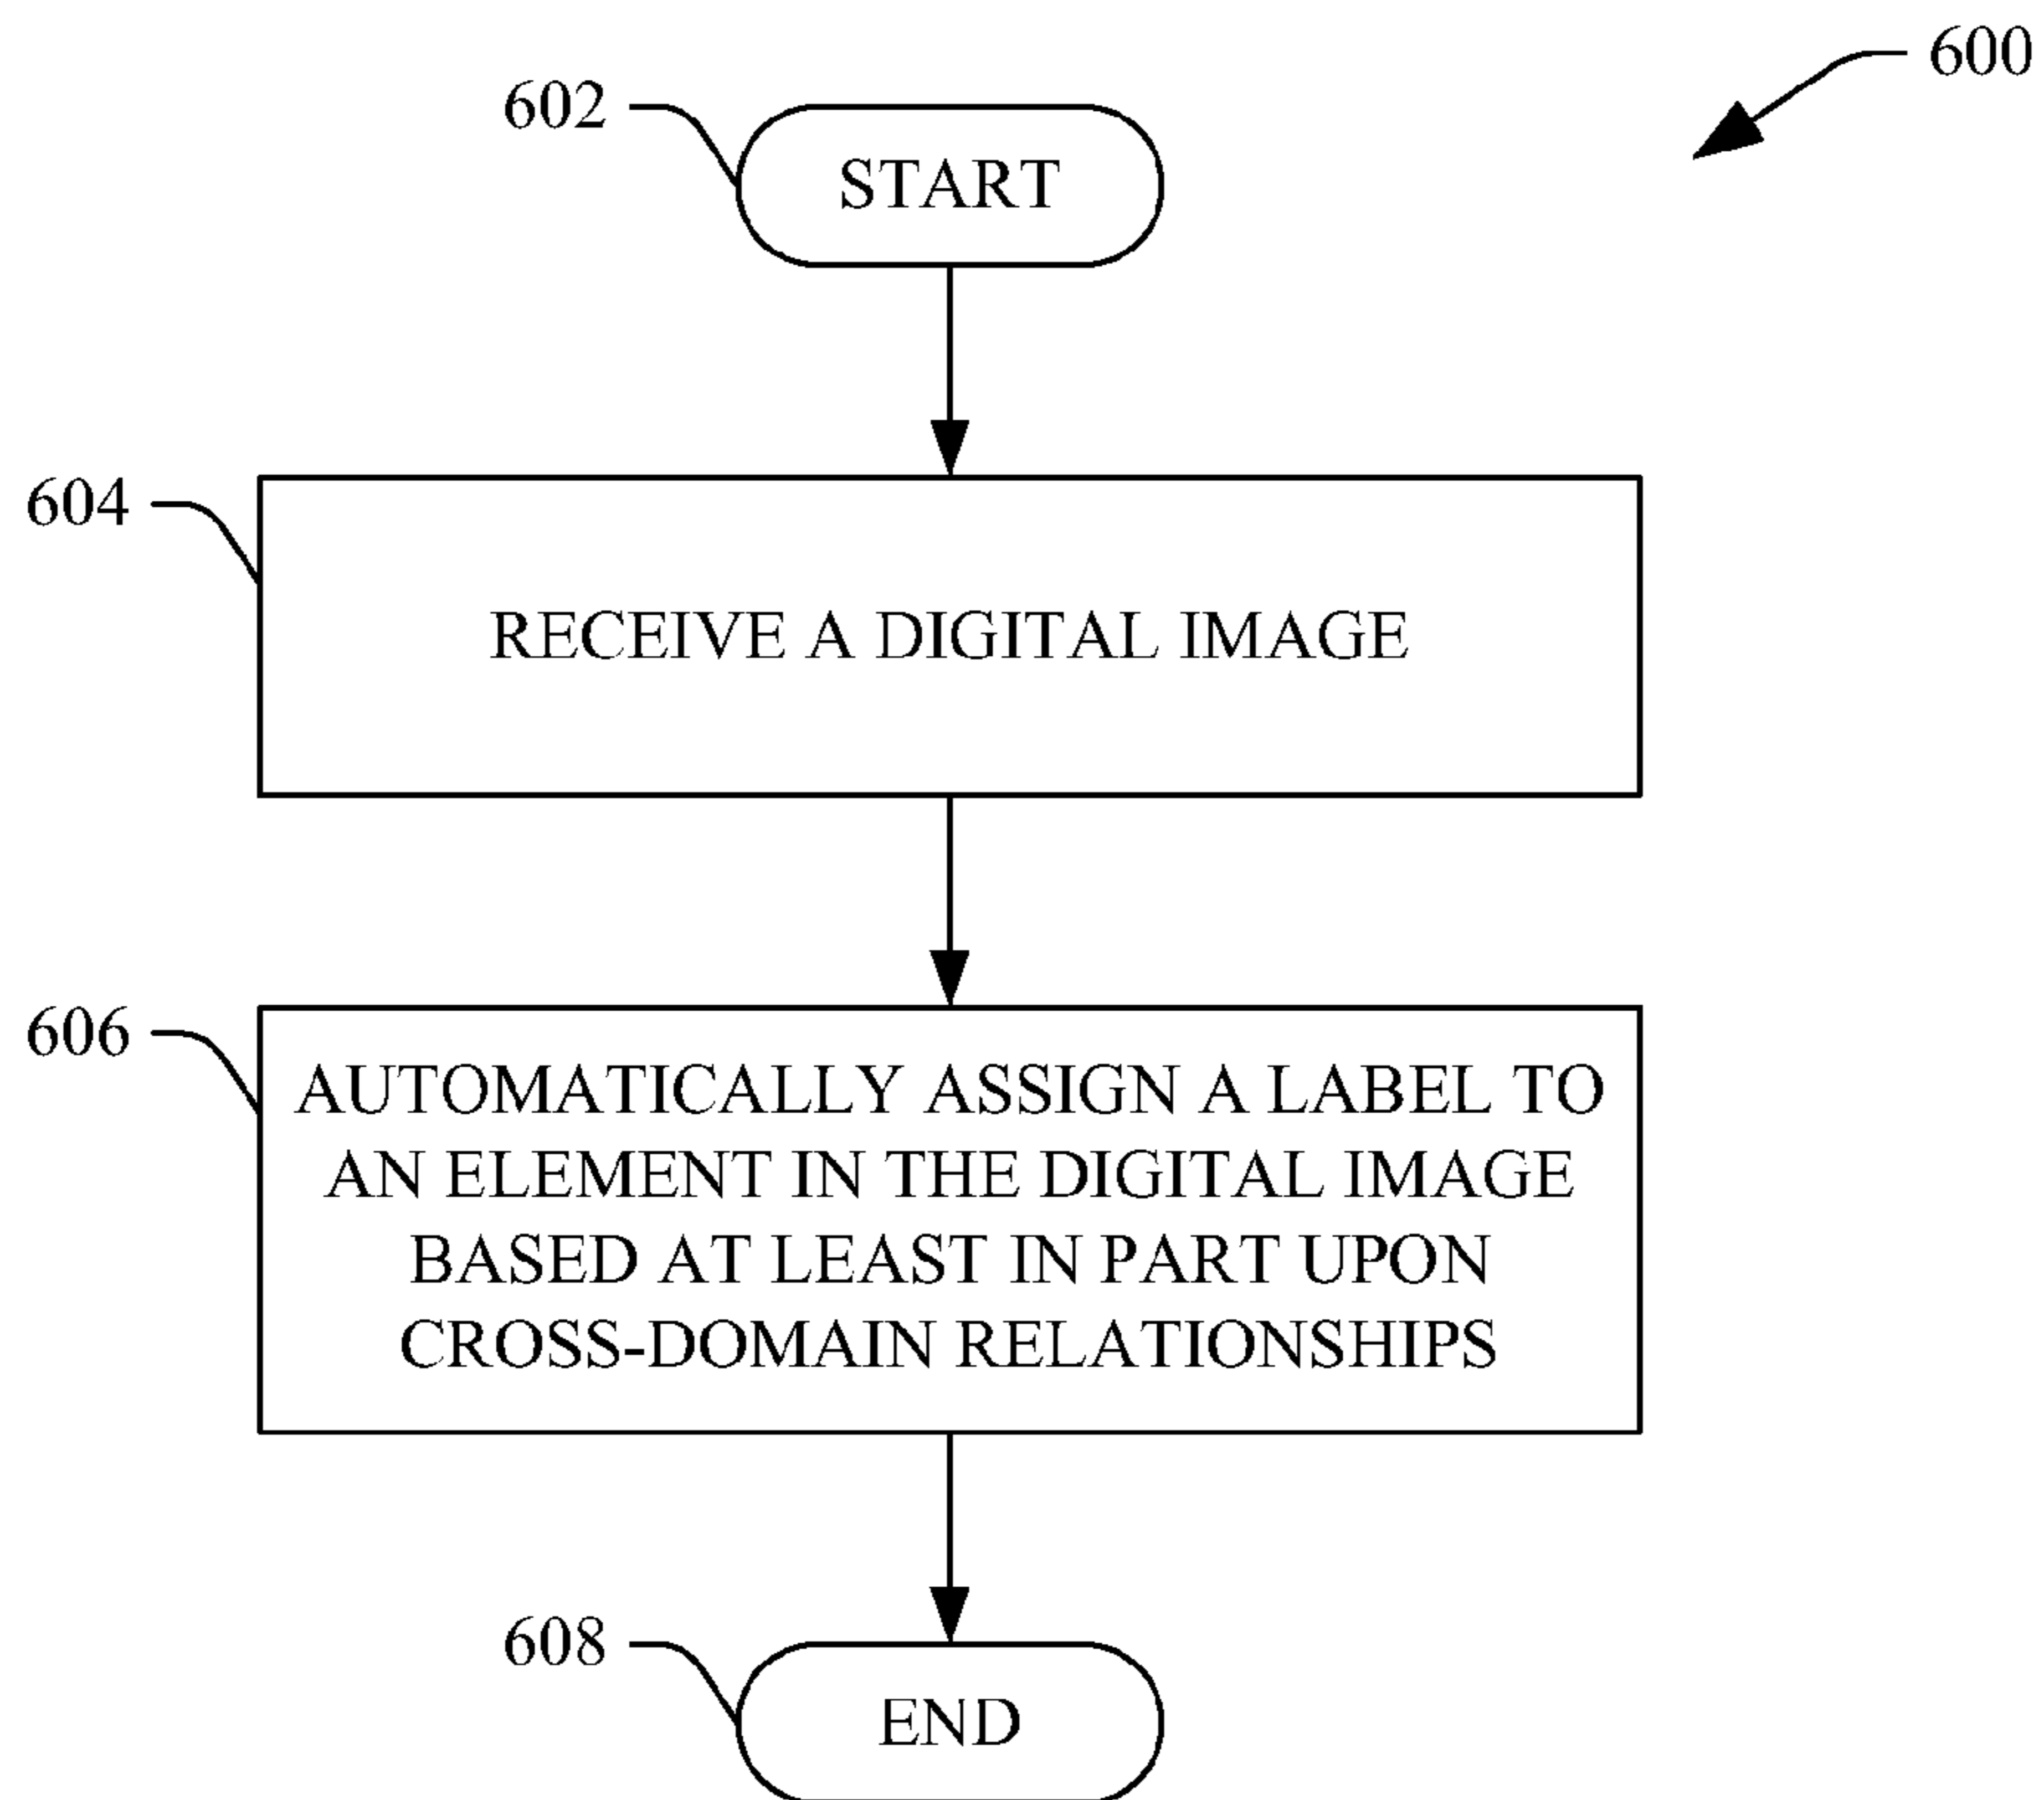 600
602
START
604
RECEIVE A DIGITAL IMAGE
606
AUTOMATICALLY ASSIGN A LABEL TO
AN ELEMENT IN THE DIGITAL IMAGE
BASED AT LEAST IN PART UPON
CROSS-DOMAIN RELATIONSHIPS
608
END